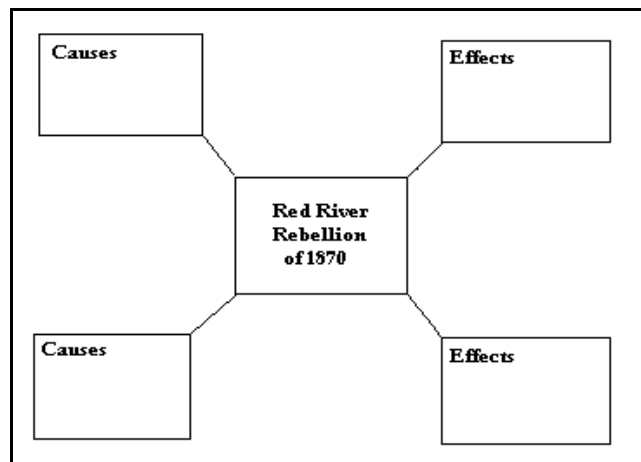 Causes
Effects
Red River
Rebellion
of 1870
Causes
Effects